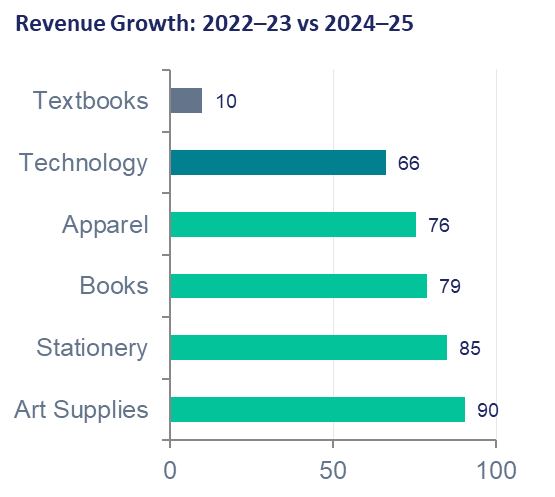 Revenue Growth: 2022–23 vs 2024–25
Textbooks 10
Technology 66
Apparel 76
Books 79
Stationery 85
Art Supplies 90
0 50 100